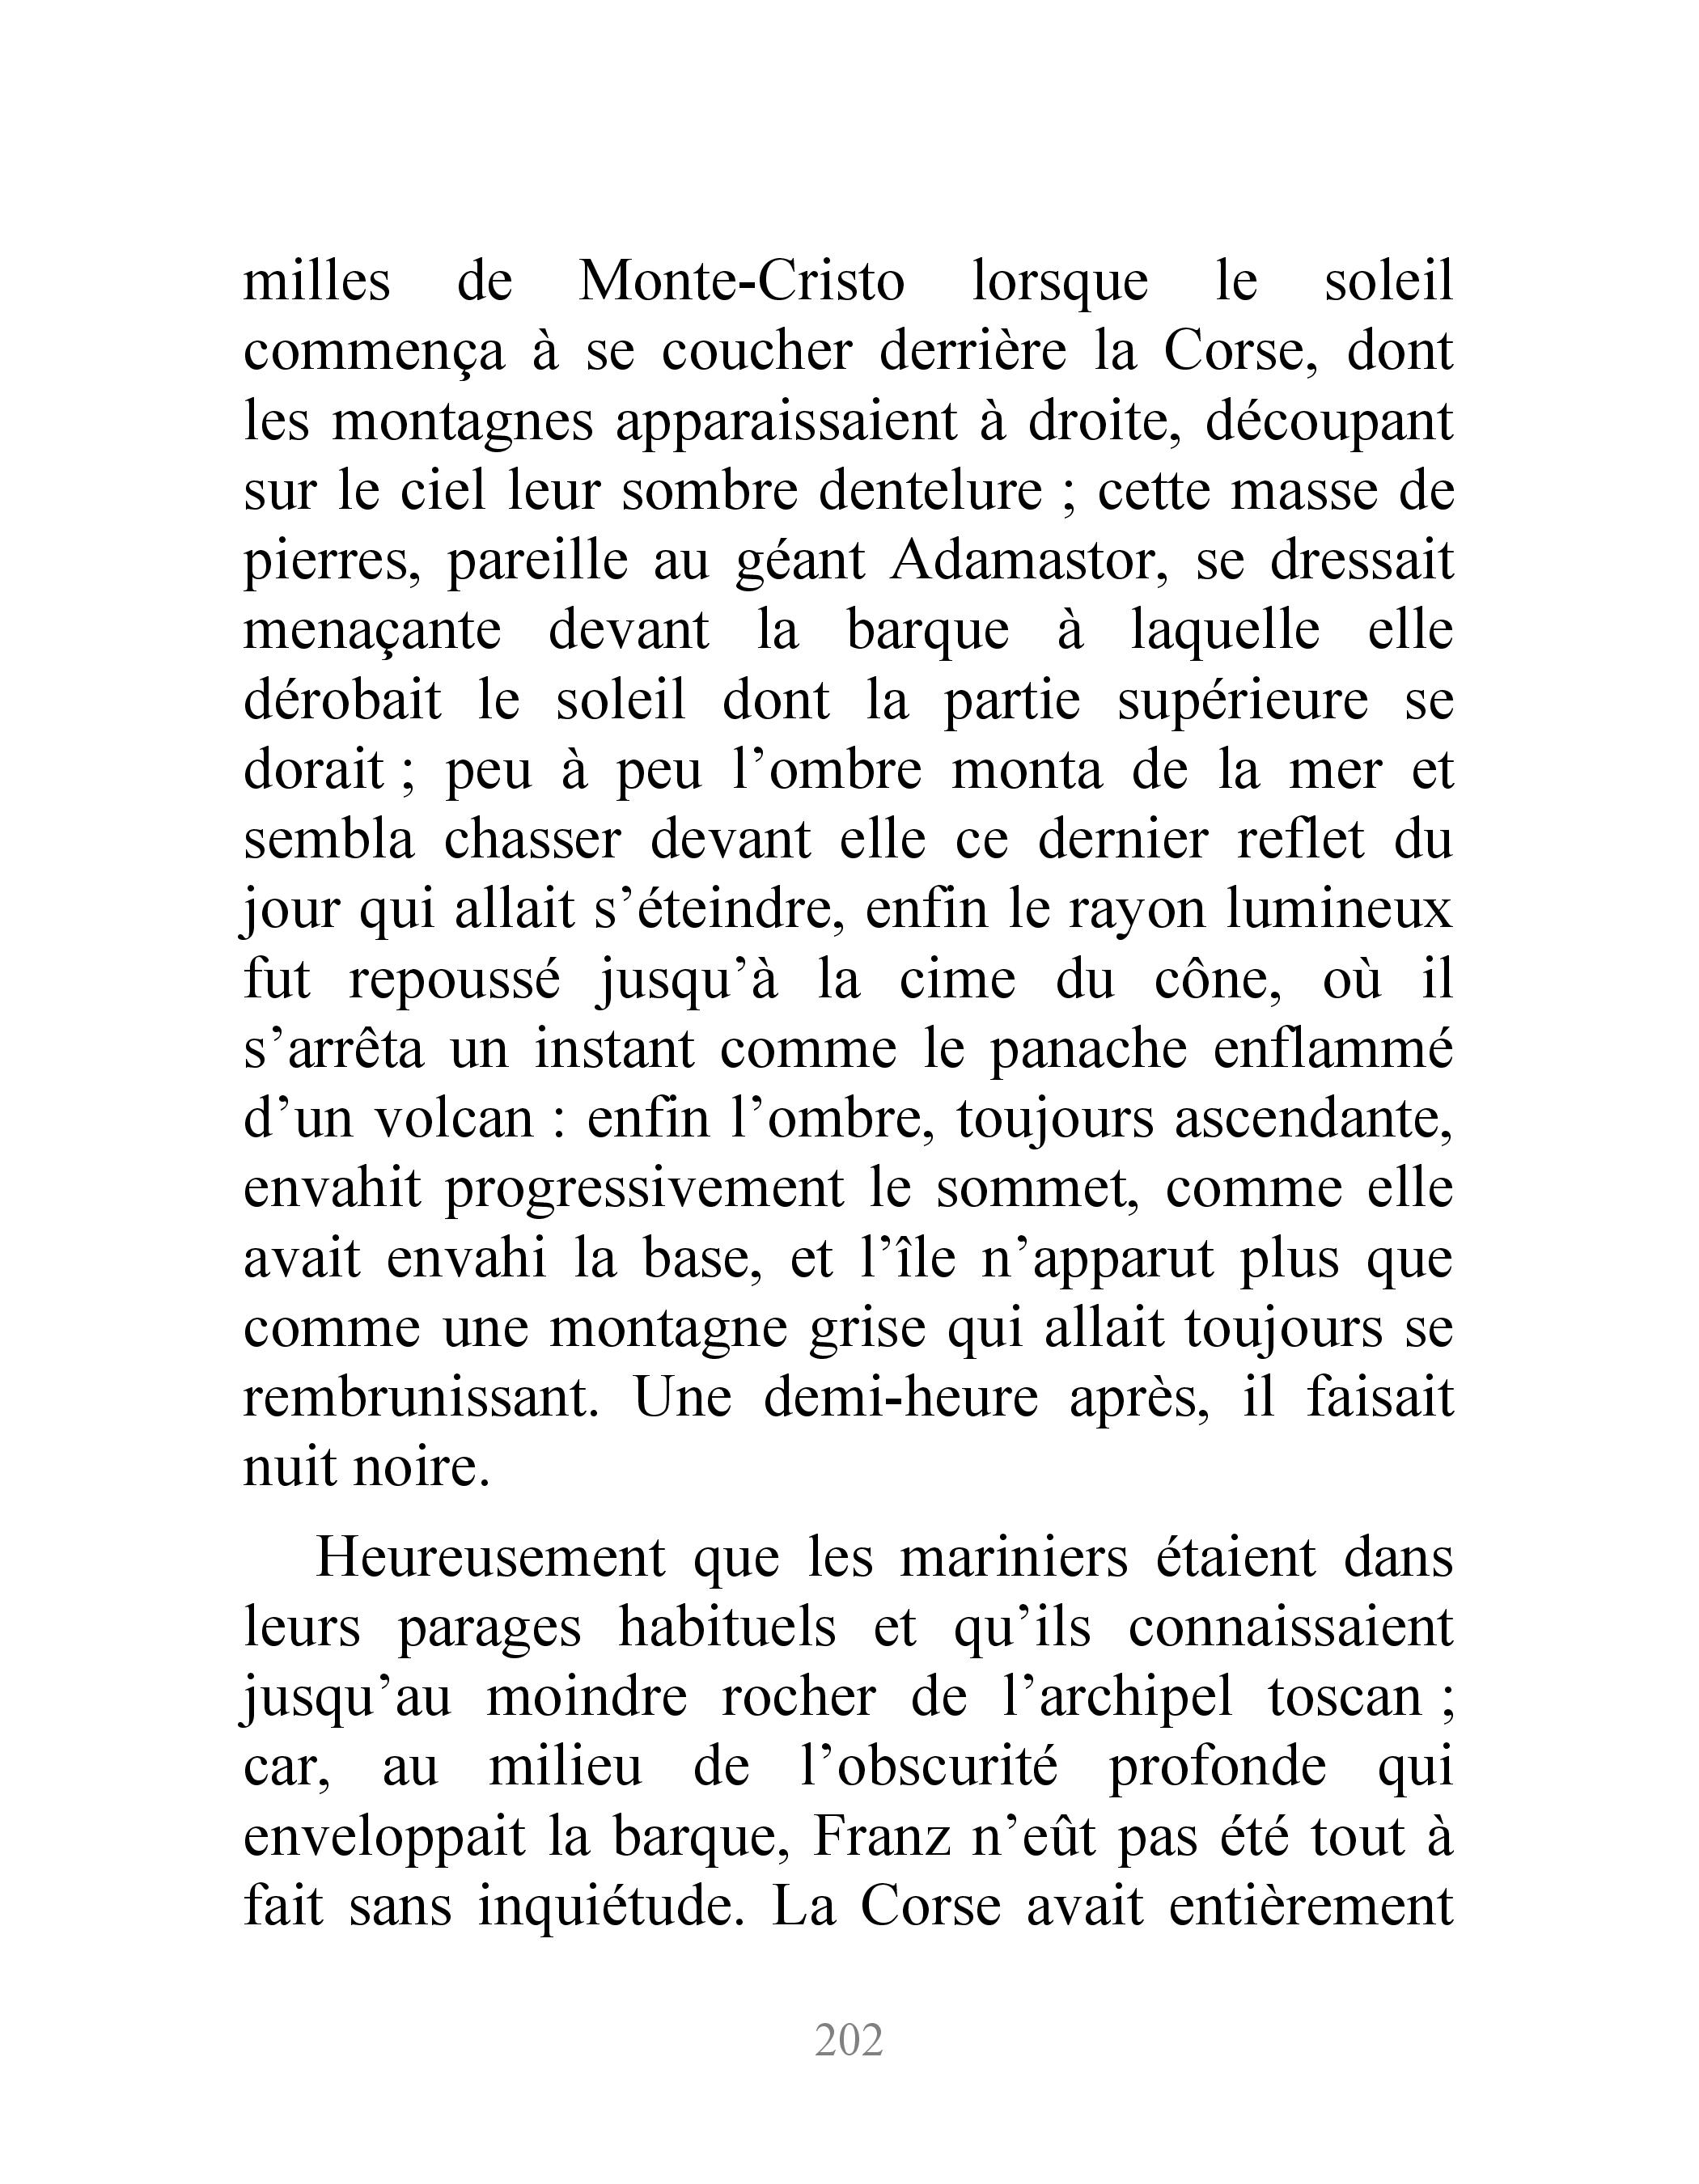 milles de Monte-Cristo lorsque le soleil
commença à se coucher derrière la Corse, dont
les montagnes apparaissaient à droite, découpant
sur le ciel leur sombre dentelure ; cette masse de
pierres, pareille au géant Adamastor, se dressait
menaçante devant la barque à laquelle elle
dérobait le soleil dont la partie supérieure se
dorait ; peu à peu l’ombre monta de la mer et
sembla chasser devant elle ce dernier reflet du
jour qui allait s’éteindre, enfin le rayon lumineux
fut repoussé jusqu’à la cime du cône, où il
s’arrêta un instant comme le panache enflammé
d’un volcan : enfin l’ombre, toujours ascendante,
envahit progressivement le sommet, comme elle
avait envahi la base, et l’île n’apparut plus que
comme une montagne grise qui allait toujours se
rembrunissant. Une demi-heure après, il faisait
nuit noire.
Heureusement que les mariniers étaient dans
leurs parages habituels et qu’ils connaissaient
jusqu’au moindre rocher de l’archipel toscan ;
car, au milieu de l’obscurité profonde qui
enveloppait la barque, Franz n’eût pas été tout à
fait sans inquiétude. La Corse avait entièrement
202